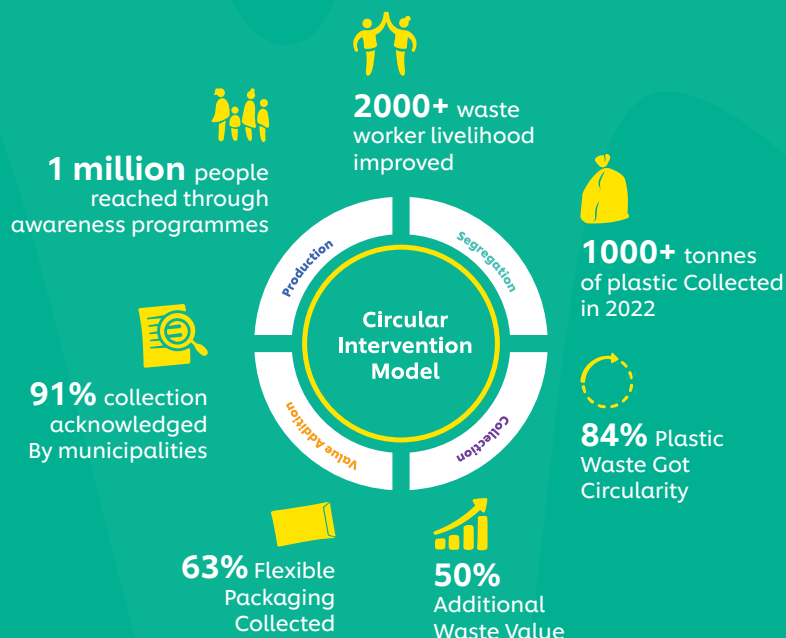 2000+ waste
worker livelihood
improved
1 million people
reached through
awareness programmes
1000+ tonnes
of plastic Collected
in 2022
Production
Segregation
Circular
Intervention
Model
Value Addition
Collection
91% collection
acknowledged
By municipalities
84% Plastic
Waste Got
Circularity
63% Flexible
Packaging
Collected
50%
Additional
Waste Value